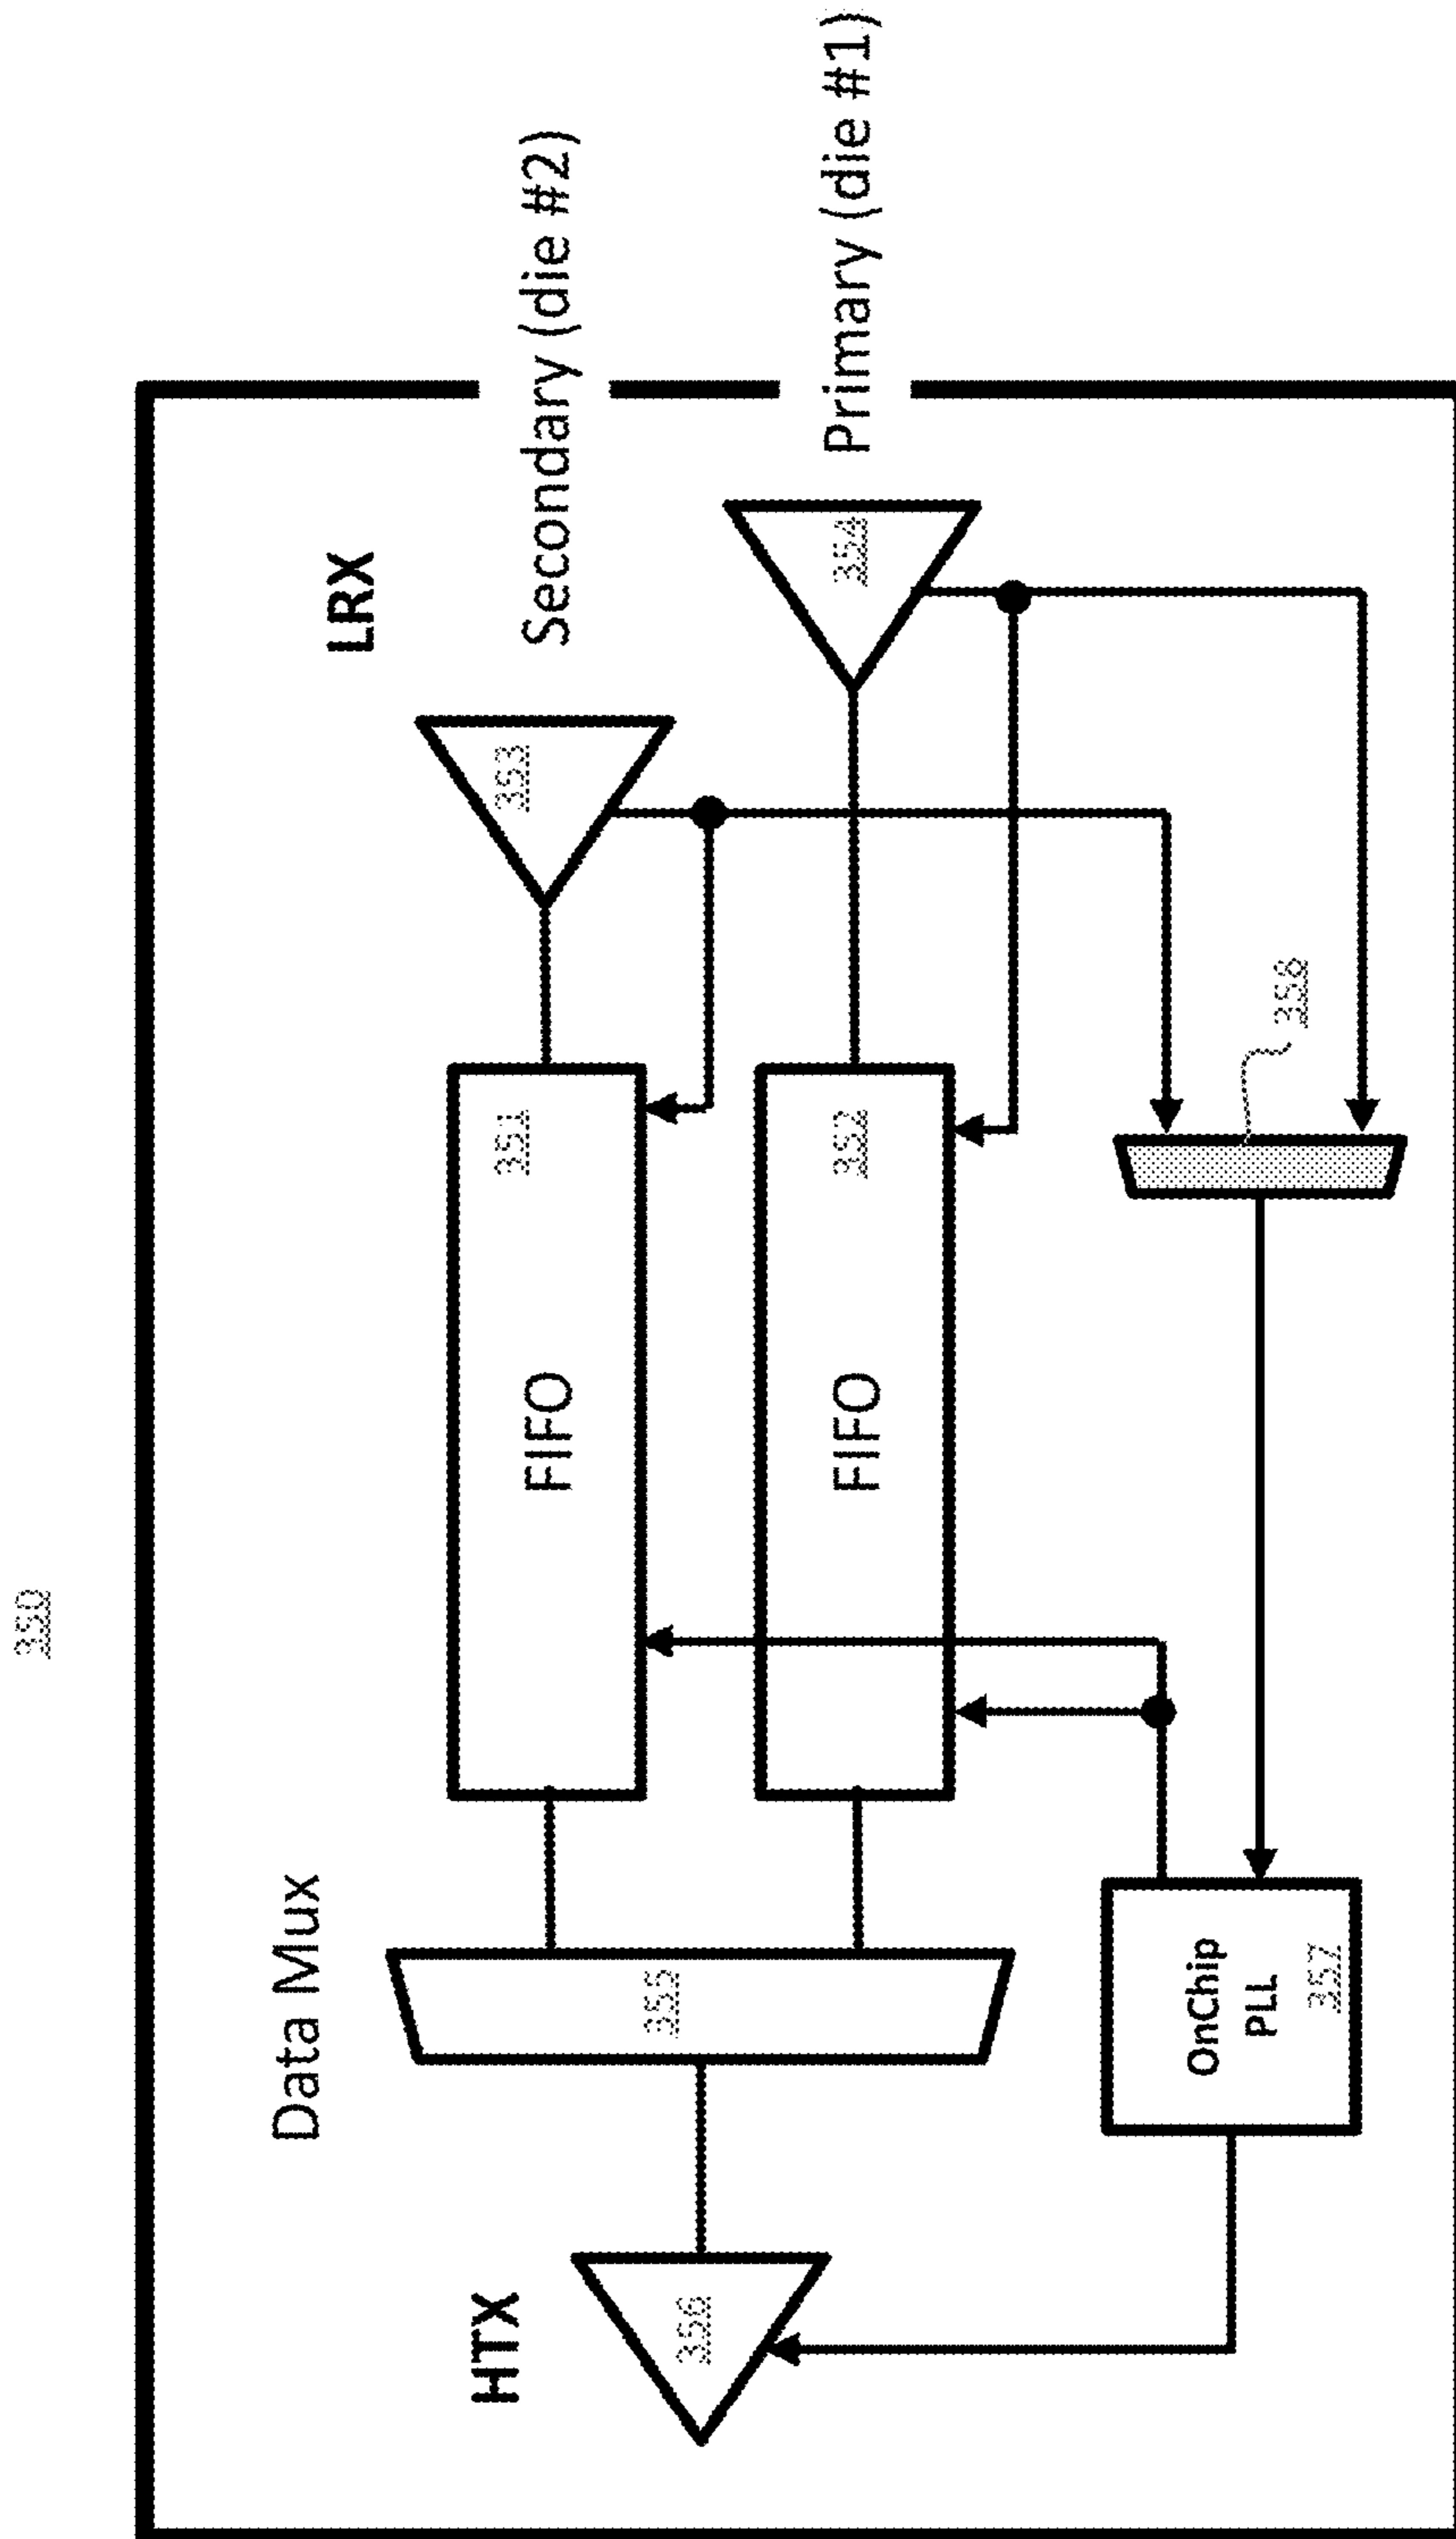 350
Data Mux
LRX
HTX
Secondary (die #2)
Primary (die #1)
353
354
FIFO
351
FIFO
352
355
356
OnChip
PLL
357
358